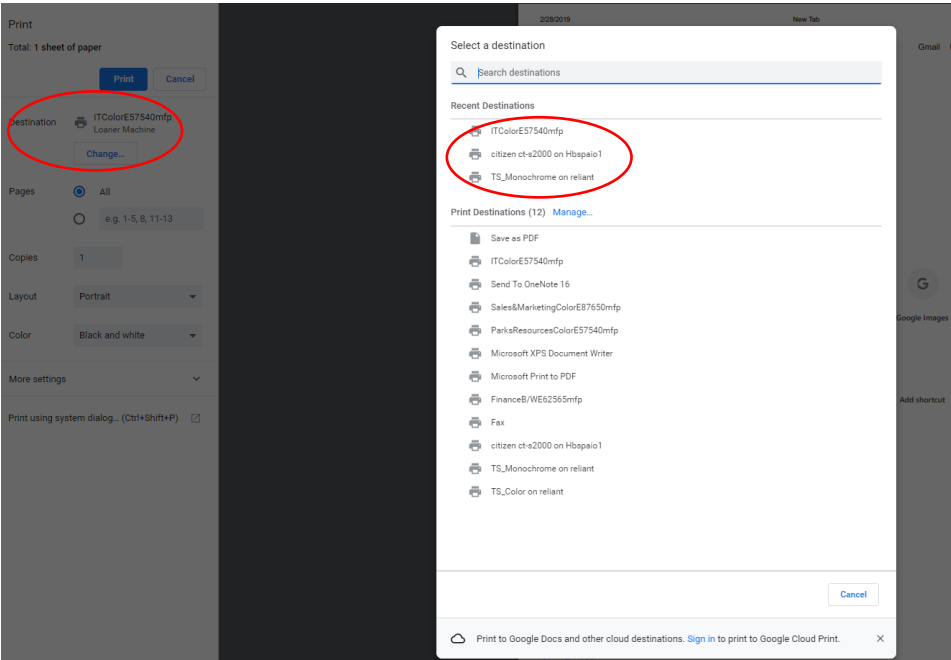 Print
Total: 1 sheet of paper
Print Cancel
Destination ITColorE57540mfp
Loaner Machine
Change...
Pages All
e.g. 1-5, 8, 11-13
Copies 1
Layout Portrait
Color Black and white
More settings
Print using system dialog... (Ctrl+Shift+P)
2/28/2019 New Tab
Gmail
Select a destination
Search destinations
Recent Destinations
ITColorE57540mfp
citizen ct-s2000 on Hbspaio1
TS_Monochrome on reliant
Print Destinations (12) Manage...
Save as PDF
ITColorE57540mfp
Send To OneNote 16
Sales&MarketingColorE87650mfp
ParksResourcesColorE57540mfp
Microsoft XPS Document Writer
Microsoft Print to PDF
FinanceB/WE62565mfp
Fax
citizen ct-s2000 on Hbspaio1
TS_Monochrome on reliant
TS_Color on reliant
Cancel
Print to Google Docs and other cloud destinations. Sign in to print to Google Cloud Print.
G
Google Images
Add shortcut